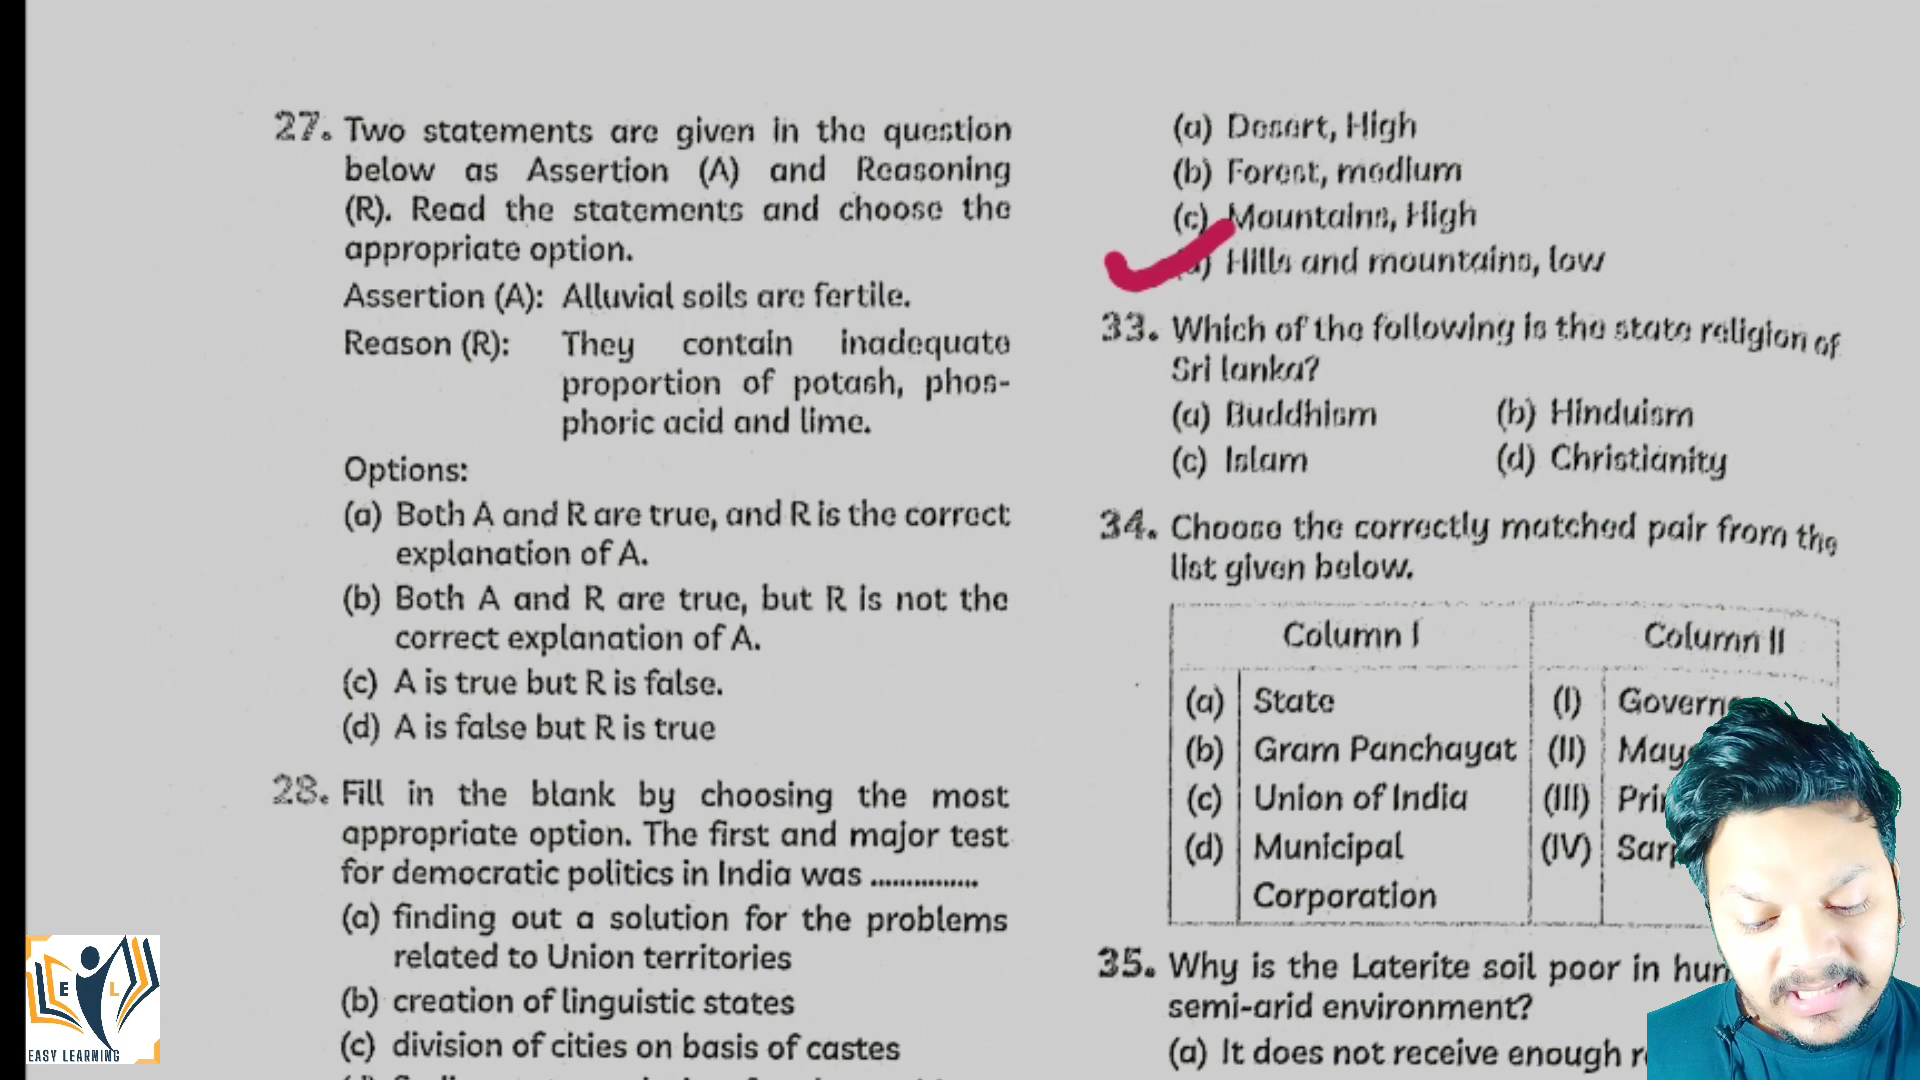 27. Two statements are given in the question
below as Assertion (A) and Reasoning
(R). Read the statements and choose the
appropriate option.
Assertion (A): Alluvial soils are fertile.
Reason (R): They contain inadequate
proportion of potash, phos-
phoric acid and lime.
Options:
(a) Both A and R are true, and R is the correct
explanation of A.
(b) Both A and R are true, but R is not the
correct explanation of A.
(c) A is true but R is false.
(d) A is false but R is true
28. Fill in the blank by choosing the most
appropriate option. The first and major test
for democratic politics in India was ...............
(a) finding out a solution for the problems
related to Union territories
(b) creation of linguistic states
(c) division of cities on basis of castes
(a) Desert, High
(b) Forest, medium
(c) Mountains, High
Hills and mountains, low
33. Which of the following is the state religion of
Sri lanka?
(a) Buddhism (b) Hinduism
(c) Islam (d) Christianity
34. Choose the correctly matched pair from the
list given below.
Column I Column II
(a) State (I)
(b) Gram Panchayat (II)
(c) Union of India (III)
(d) Municipal (IV)
Corporation
35. Why is the Laterite soil poor in
semi-arid environment?
(a) It does not receive enough
E L
EASY LEARNING